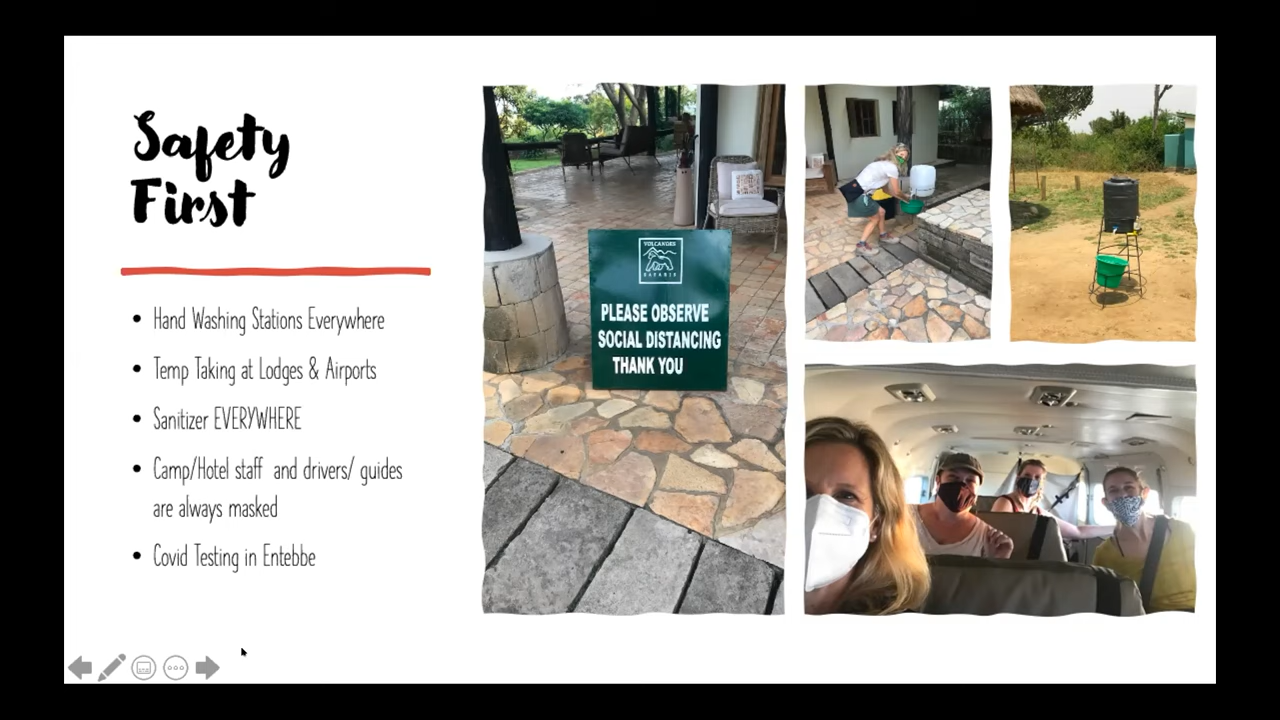 Safety
First
• Hand Washing Stations Everywhere
• Temp Taking at Lodges & Airports
• Sanitizer EVERYWHERE
• Camp/Hotel staff and drivers/ guides
are always masked
• Covid Testing in Entebbe
VOLCANOES
SAFARIS
PLEASE OBSERVE
SOCIAL DISTANCING
THANK YOU